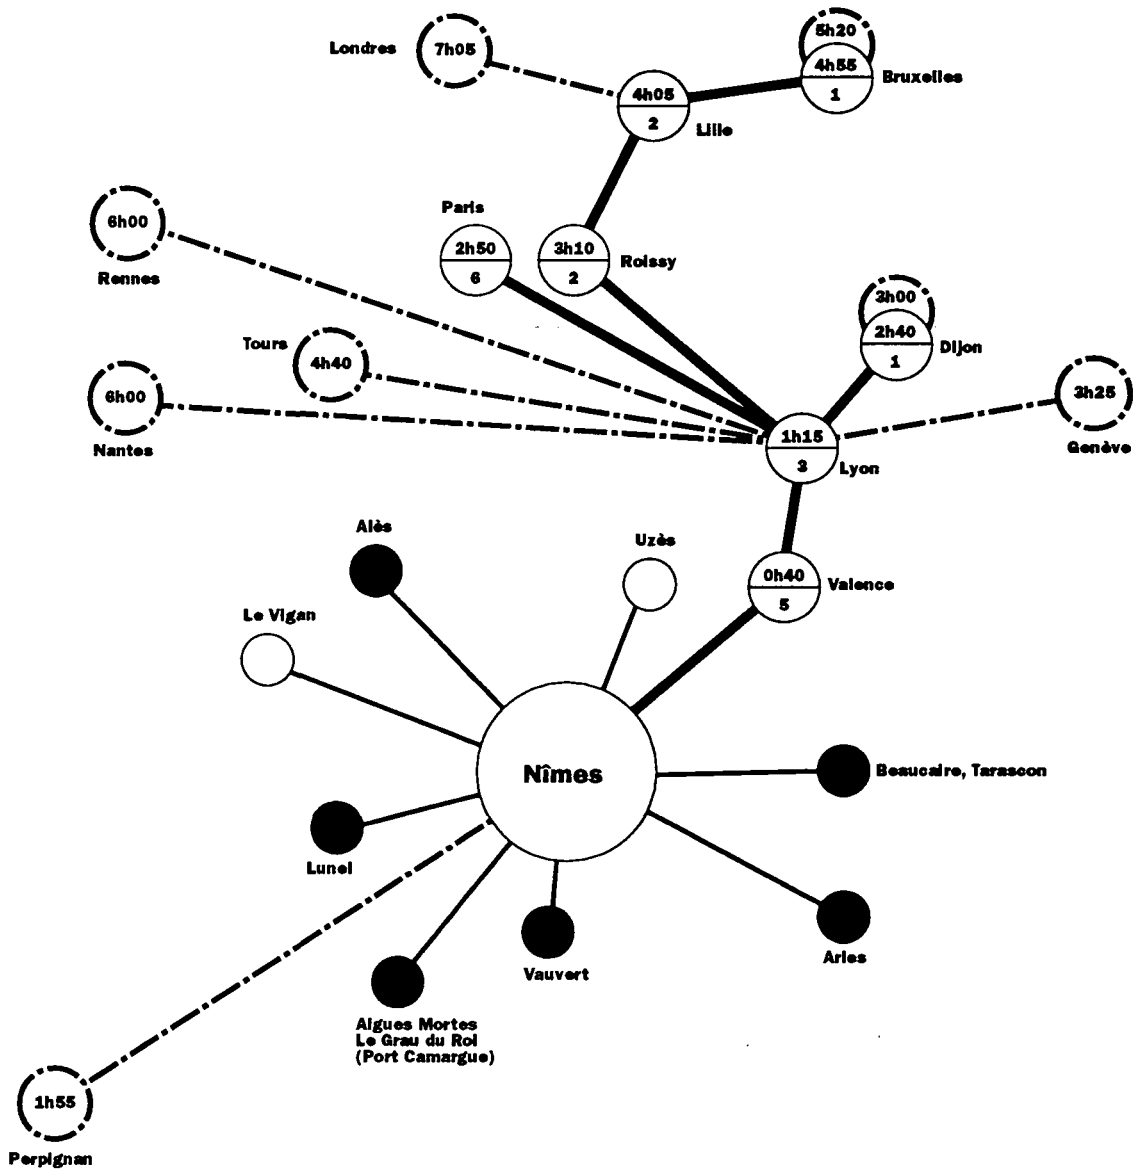 5h20
Londres
7h05
4h55
Bruxelles
1
4h05
2
Lille
Paris
6h00
2h50
3h10
Roissy
6
2
Rennes
3h00
2h40
Dijon
1
Tours
4h40
6h00
3h25
Nantes
Genève
1h15
3
Lyon
Alès
Uzès
0h40
Valence
5
Le Vigan
Nîmes
Beaucaire, Tarascon
Lunel
Arles
Vauvert
Aigues Mortes
Le Grau du Roi
(Port Camargue)
1h55
Perpignan